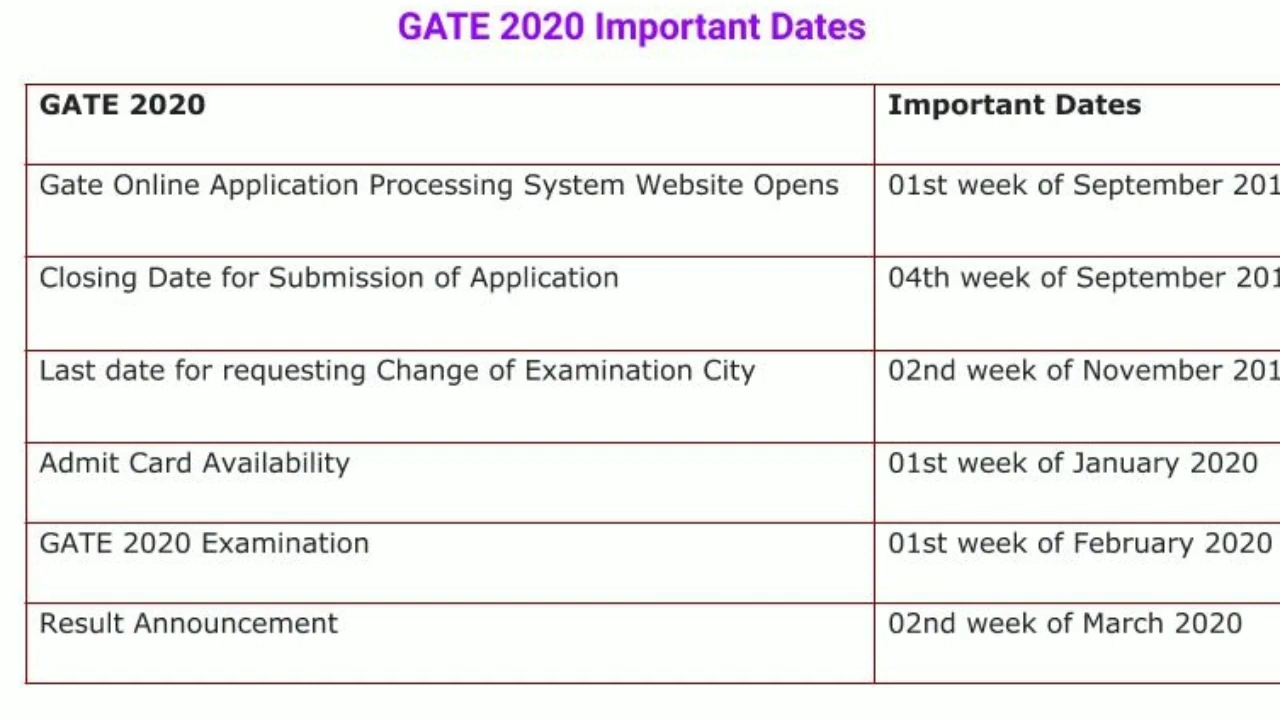 GATE 2020 Important Dates
GATE 2020 Important Dates
Gate Online Application Processing System Website Opens 01st week of September 201
Closing Date for Submission of Application 04th week of September 201
Last date for requesting Change of Examination City 02nd week of November 201
Admit Card Availability 01st week of January 2020
GATE 2020 Examination 01st week of February 2020
Result Announcement 02nd week of March 2020